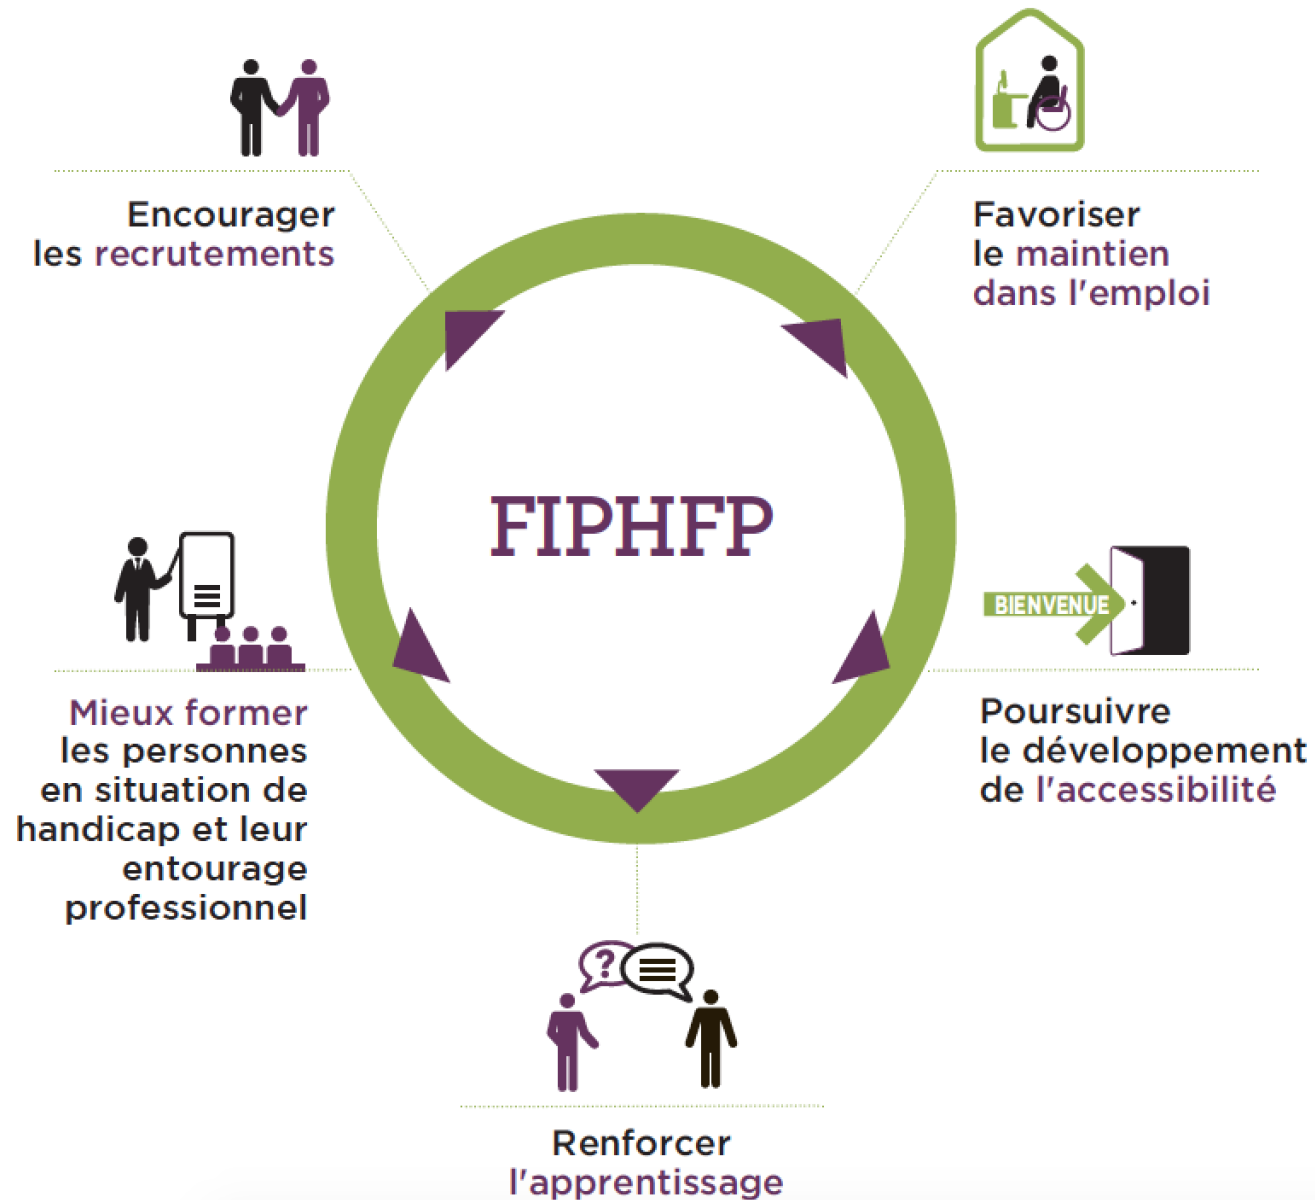 Encourager
les recrutements
Favoriser
le maintien
dans l'emploi
FIPHFP
BIENVENUE
Mieux former
les personnes
en situation de
handicap et leur
entourage
professionnel
Poursuivre
le développement
de l'accessibilité
?
Renforcer
l'apprentissage